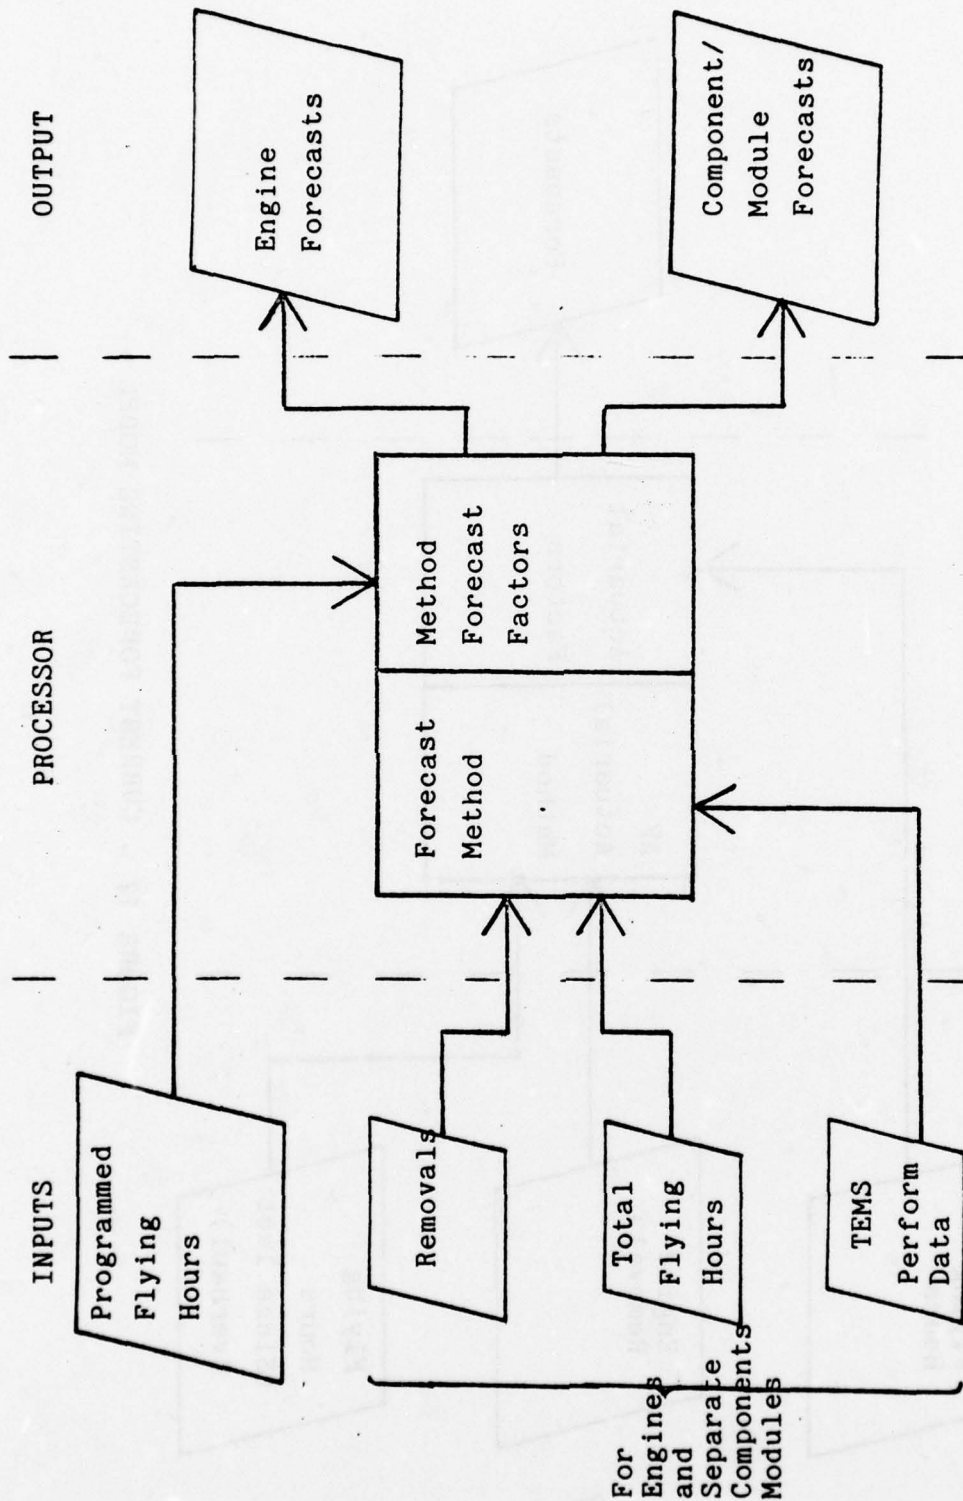 INPUTS
PROCESSOR
OUTPUT
Programmed
Flying
Hours
Removals
Total
Flying
Hours
TEMS
Perform
Data
For
Engines
and
Separate
Components
Modules
Forecast
Method
Method
Forecast
Factors
Engine
Forecasts
Component/
Module
Forecasts